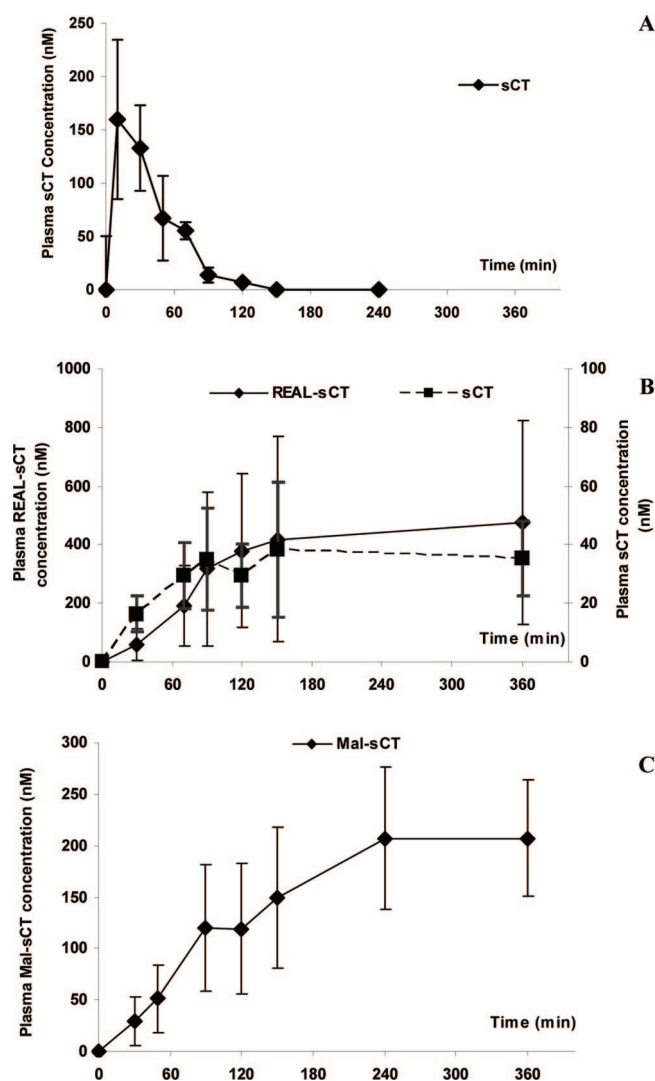 A
Plasma sCT Concentration (nM)
250
200
150
100
50
0
sCT
Time (min)
0 60 120 180 240 300 360
B
REAL-sCT sCT
Plasma REAL-sCT
concentration (nM)
1000
800
600
400
200
0
100
80
60
40
20
0
Plasma sCT concentration
(nM)
Time (min)
0 60 120 180 240 300 360
C
Mal-sCT
Plasma Mal-sCT concentration (nM)
300
250
200
150
100
50
0
Time (min)
0 60 120 180 240 300 360